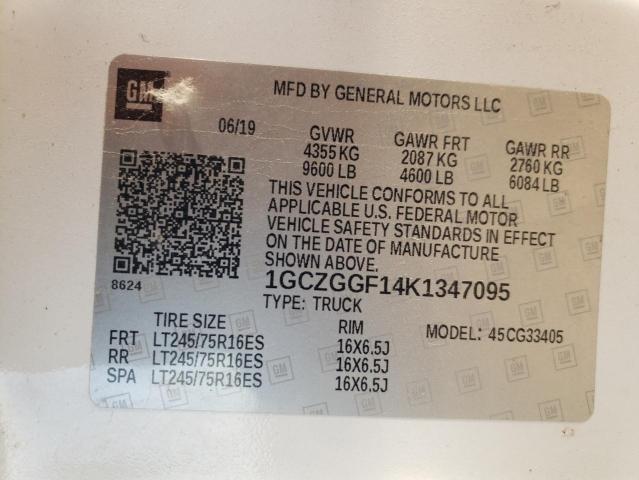 GM
MFD BY GENERAL MOTORS LLC
06/19
GVWR GAWR FRT GAWR RR
4355 KG 2087 KG 2760 KG
9600 LB 4600 LB 6084 LB
THIS VEHICLE CONFORMS TO ALL
APPLICABLE U.S. FEDERAL MOTOR
VEHICLE SAFETY STANDARDS IN EFFECT
ON THE DATE OF MANUFACTURE
SHOWN ABOVE.
8624
1GCZGGF14K1347095
TYPE: TRUCK
TIRE SIZE RIM MODEL: 45CG33405
FRT LT245/75R16ES 16X6.5J
RR LT245/75R16ES 16X6.5J
SPA LT245/75R16ES 16X6.5J